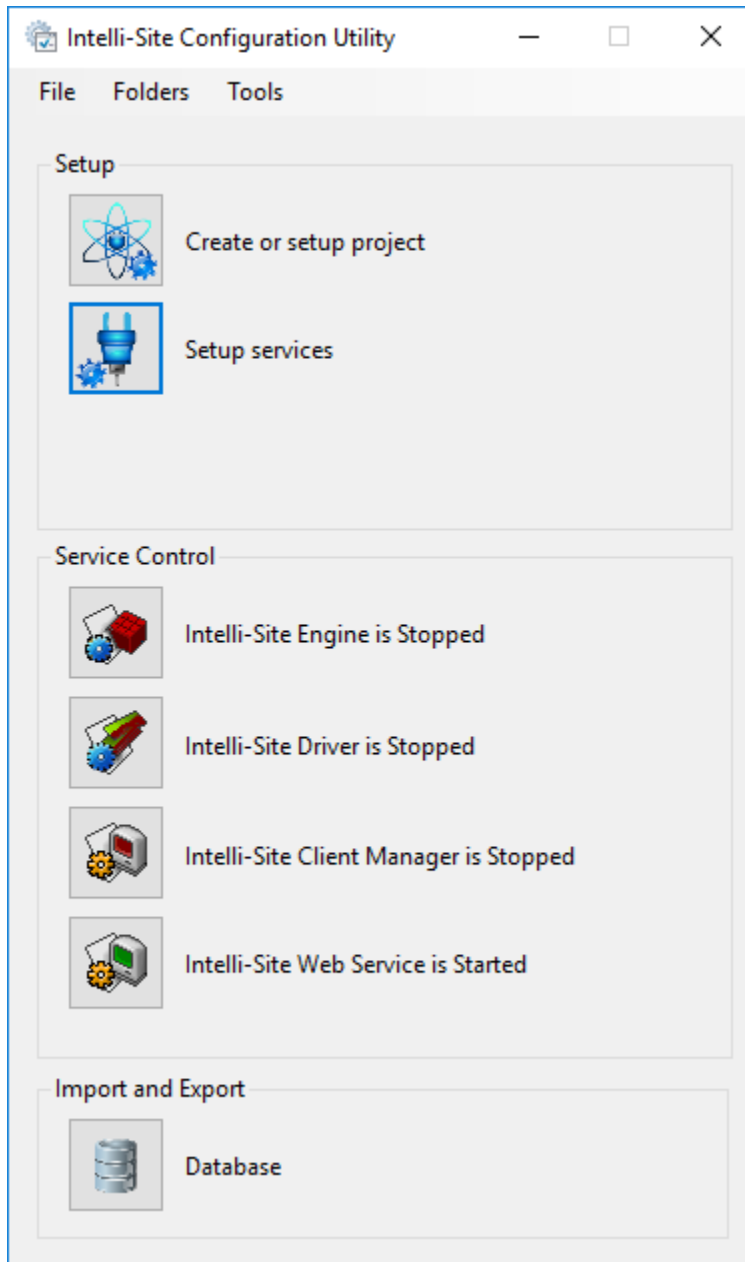 Intelli-Site Configuration Utility
File Folders Tools
Setup
Create or setup project
Setup services
Service Control
Intelli-Site Engine is Stopped
Intelli-Site Driver is Stopped
Intelli-Site Client Manager is Stopped
Intelli-Site Web Service is Started
Import and Export
Database